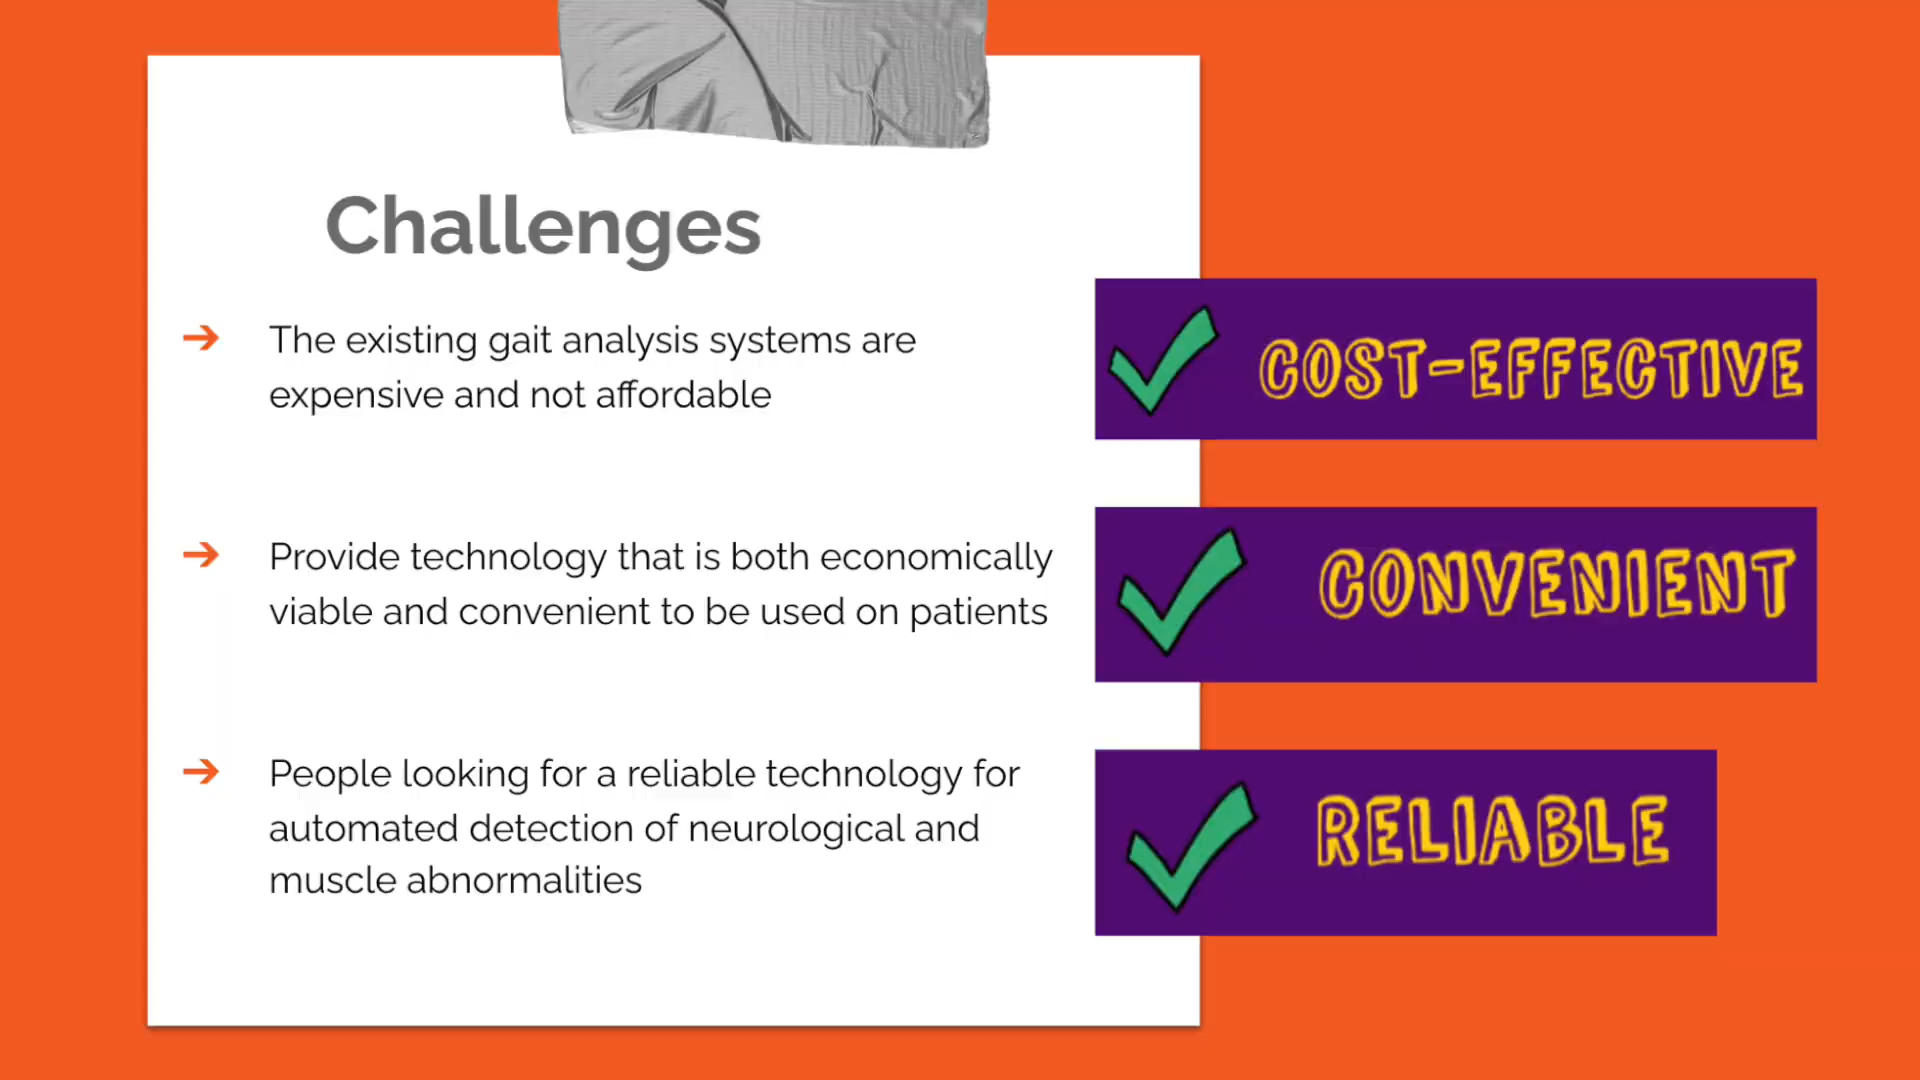 Challenges
➔ The existing gait analysis systems are
expensive and not affordable
COST-EFFECTIVE
➔ Provide technology that is both economically
viable and convenient to be used on patients
CONVENIENT
➔ People looking for a reliable technology for
automated detection of neurological and
muscle abnormalities
RELIABLE